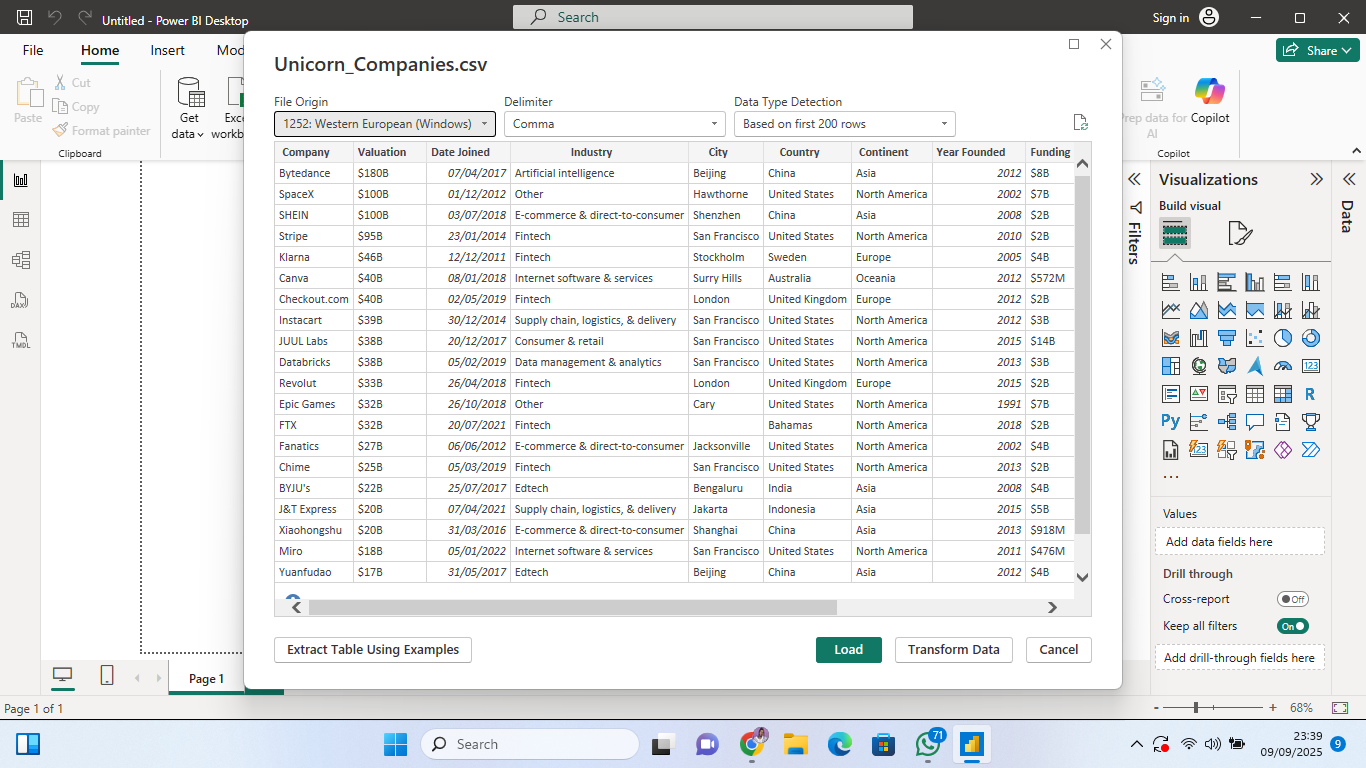 Untitled - Power BI Desktop
Search
Sign in
File Home Insert Mod
Share
Paste
Cut
Copy
Format painter
Clipboard
Get data
Exce workb
Prep data for AI
Copilot
Copilot
Unicorn_Companies.csv
File Origin Delimiter Data Type Detection
1252: Western European (Windows) Comma Based on first 200 rows
Company Valuation Date Joined Industry City Country Continent Year Founded Funding
Bytedance $180B 07/04/2017 Artificial intelligence Beijing China Asia 2012 $8B
SpaceX $100B 01/12/2012 Other Hawthorne United States North America 2002 $7B
SHEIN $100B 03/07/2018 E-commerce & direct-to-consumer Shenzhen China Asia 2008 $2B
Stripe $95B 23/01/2014 Fintech San Francisco United States North America 2010 $2B
Klarna $46B 12/12/2011 Fintech Stockholm Sweden Europe 2005 $4B
Canva $40B 08/01/2018 Internet software & services Surry Hills Australia Oceania 2012 $572M
Checkout.com $40B 02/05/2019 Fintech London United Kingdom Europe 2012 $2B
Instacart $39B 30/12/2014 Supply chain, logistics, & delivery San Francisco United States North America 2012 $3B
JUUL Labs $38B 20/12/2017 Consumer & retail San Francisco United States North America 2015 $14B
Databricks $38B 05/02/2019 Data management & analytics San Francisco United States North America 2013 $3B
Revolut $33B 26/04/2018 Fintech London United Kingdom Europe 2015 $2B
Epic Games $32B 26/10/2018 Other Cary United States North America 1991 $7B
FTX $32B 20/07/2021 Fintech Bahamas North America 2018 $2B
Fanatics $27B 06/06/2012 E-commerce & direct-to-consumer Jacksonville United States North America 2002 $4B
Chime $25B 05/03/2019 Fintech San Francisco United States North America 2013 $2B
BYJU's $22B 25/07/2017 Edtech Bengaluru India Asia 2008 $4B
J&T Express $20B 07/04/2021 Supply chain, logistics, & delivery Jakarta Indonesia Asia 2015 $5B
Xiaohongshu $20B 31/03/2016 E-commerce & direct-to-consumer Shanghai China Asia 2013 $918M
Miro $18B 05/01/2022 Internet software & services San Francisco United States North America 2011 $476M
Yuanfudao $17B 31/05/2017 Edtech Beijing China Asia 2012 $4B
Extract Table Using Examples Load Transform Data Cancel
DAX
TMDL
Filters
Visualizations
Build visual
123
R
Py
123
Values
Add data fields here
Drill through
Cross-report Off
Keep all filters On
Add drill-through fields here
Data
Page 1
Page 1 of 1
- + 68%
Search
71
23:39
09/09/2025
9